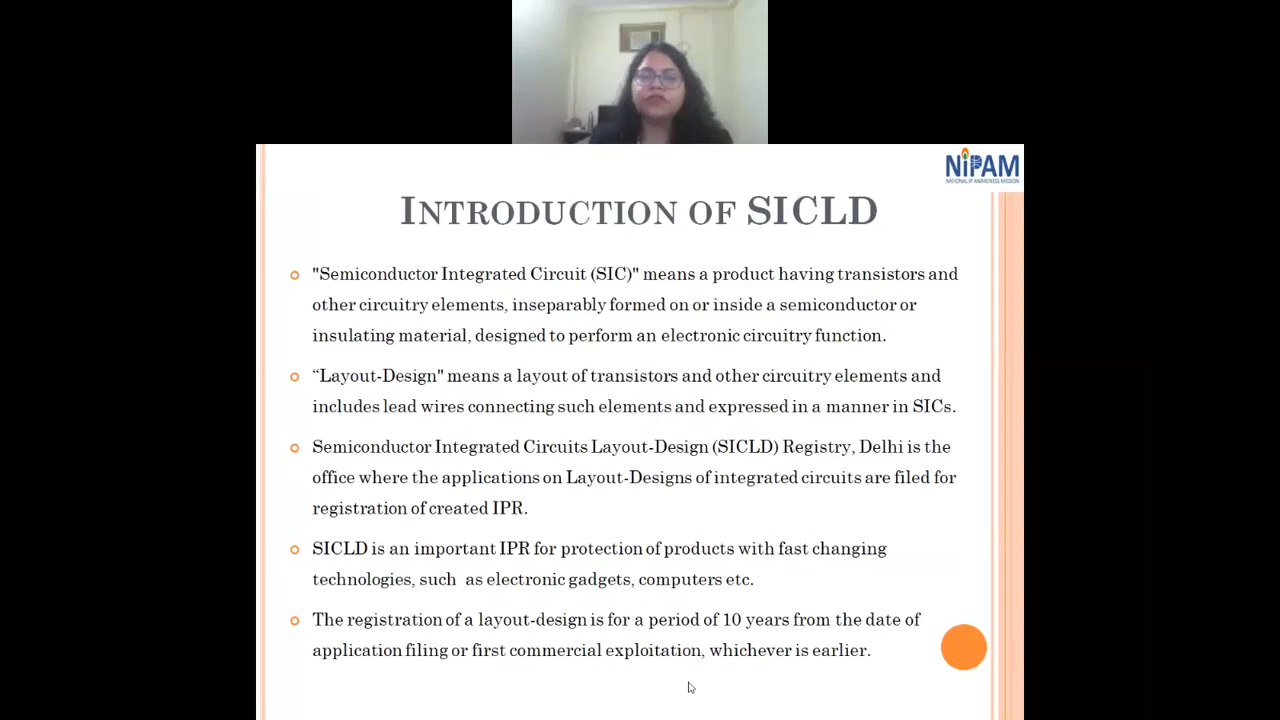 NiPAM
NATIONAL IP AWARENESS MISSION
INTRODUCTION OF SICLD
"Semiconductor Integrated Circuit (SIC)" means a product having transistors and
other circuitry elements, inseparably formed on or inside a semiconductor or
insulating material, designed to perform an electronic circuitry function.
“Layout-Design" means a layout of transistors and other circuitry elements and
includes lead wires connecting such elements and expressed in a manner in SICs.
Semiconductor Integrated Circuits Layout-Design (SICLD) Registry, Delhi is the
office where the applications on Layout-Designs of integrated circuits are filed for
registration of created IPR.
SICLD is an important IPR for protection of products with fast changing
technologies, such  as electronic gadgets, computers etc.
The registration of a layout-design is for a period of 10 years from the date of
application filing or first commercial exploitation, whichever is earlier.